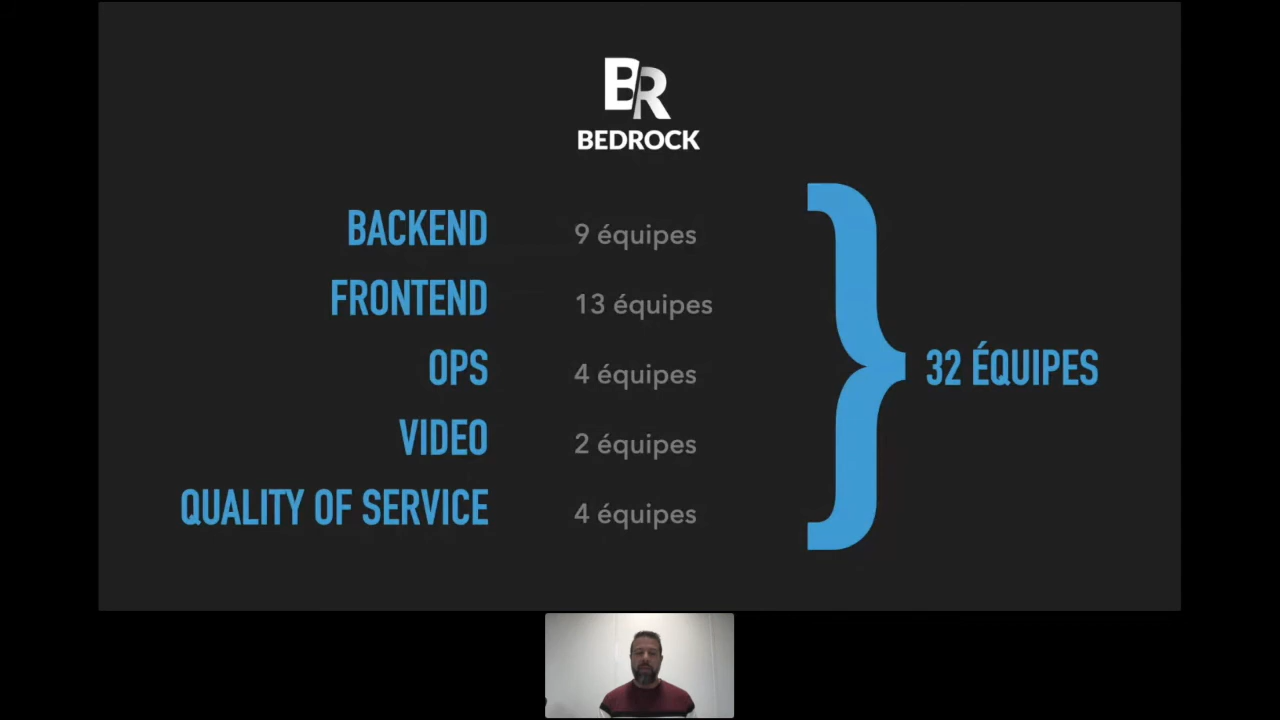 BR
BEDROCK
BACKEND 9 équipes
FRONTEND 13 équipes
OPS 4 équipes
VIDEO 2 équipes
QUALITY OF SERVICE 4 équipes
32 ÉQUIPES